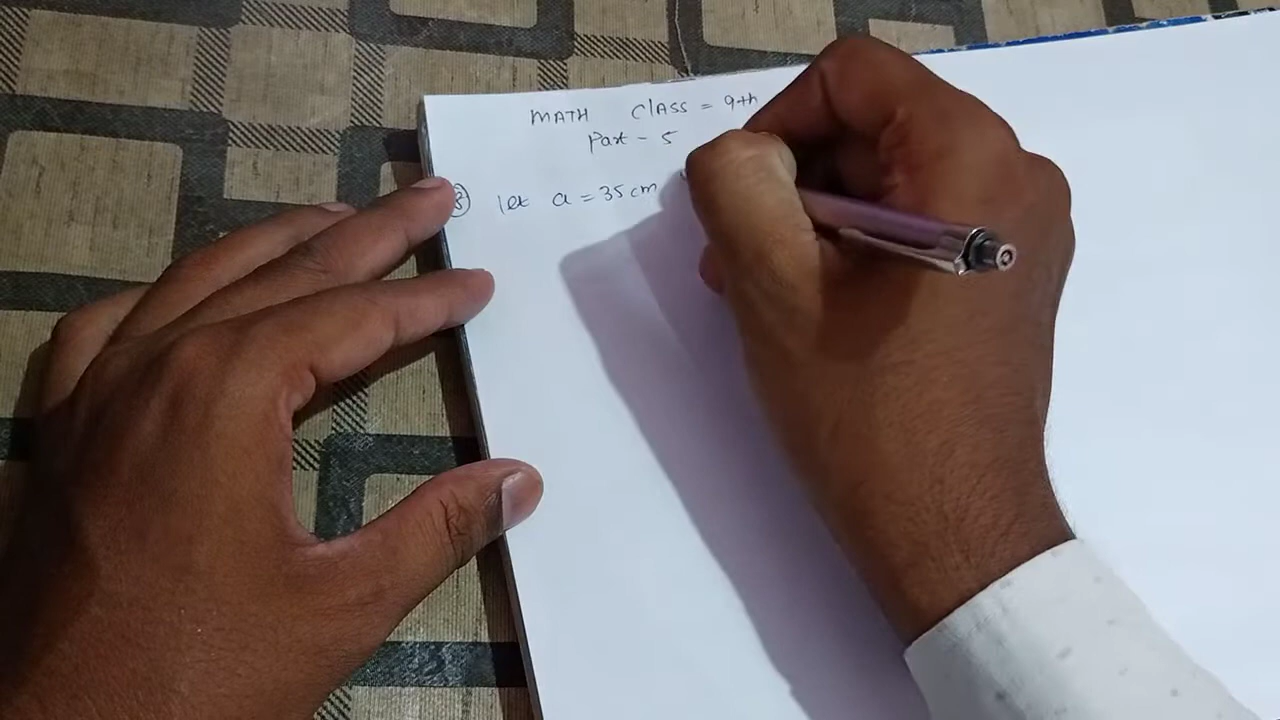 MATH Class = 9th
Part - 5
let a = 35 cm